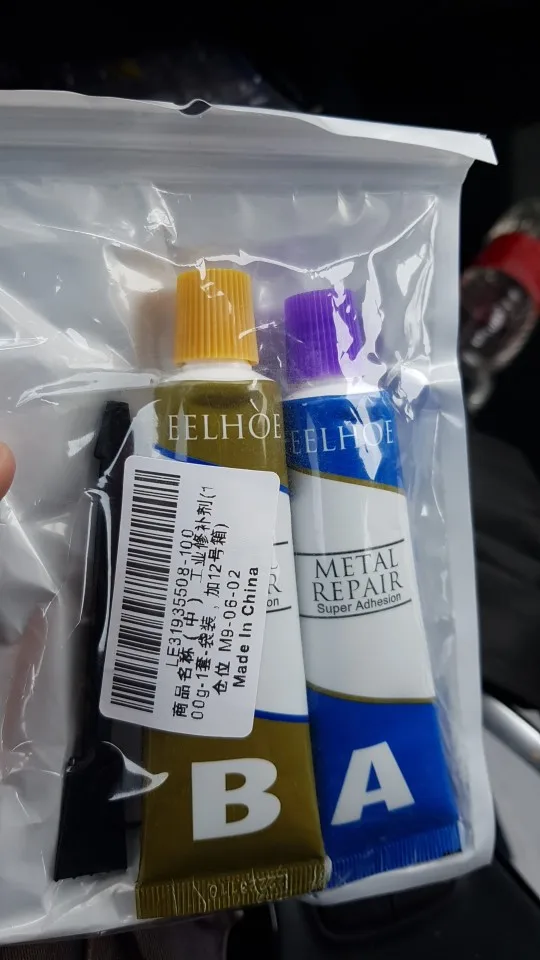 EELHOE
EELHOE
METAL
REPAIR
Super Adhesion
on
LE31935508-100
商品名称（中）：工业修补剂(1
00g-1套-袋装，加12号箱)
仓位 M9-06-02
Made In China
B
A